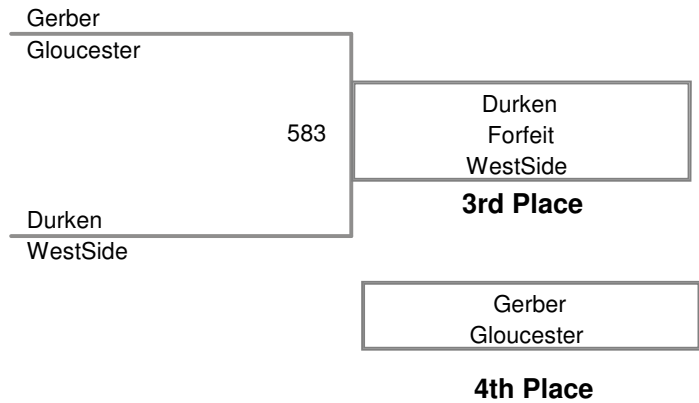 Gerber
Gloucester
583
Durken
WestSide
Durken
Forfeit
WestSide
3rd Place
Gerber
Gloucester
4th Place